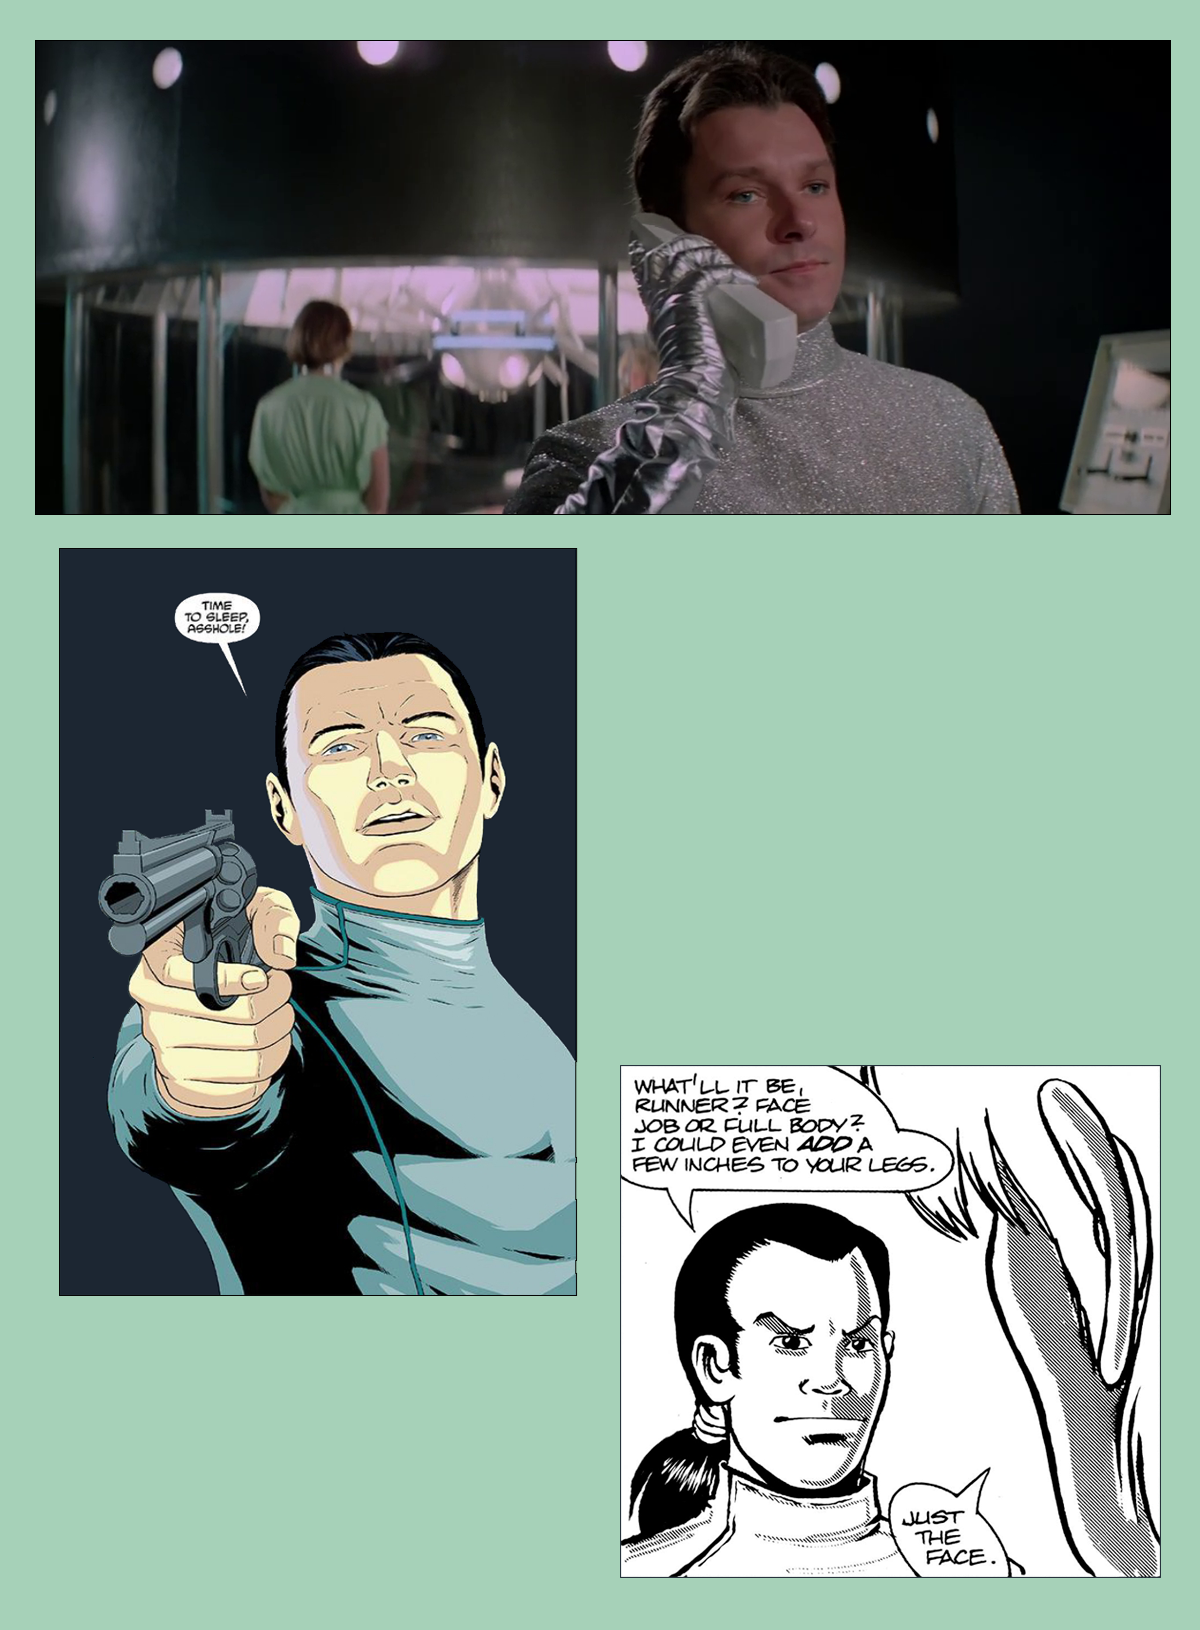 TIME
TO SLEEP,
ASSHOLE!
WHAT'LL IT BE,
RUNNER? FACE
JOB OR FULL BODY?
I COULD EVEN ADD A
FEW INCHES TO YOUR LEGS.
JUST
THE
FACE.